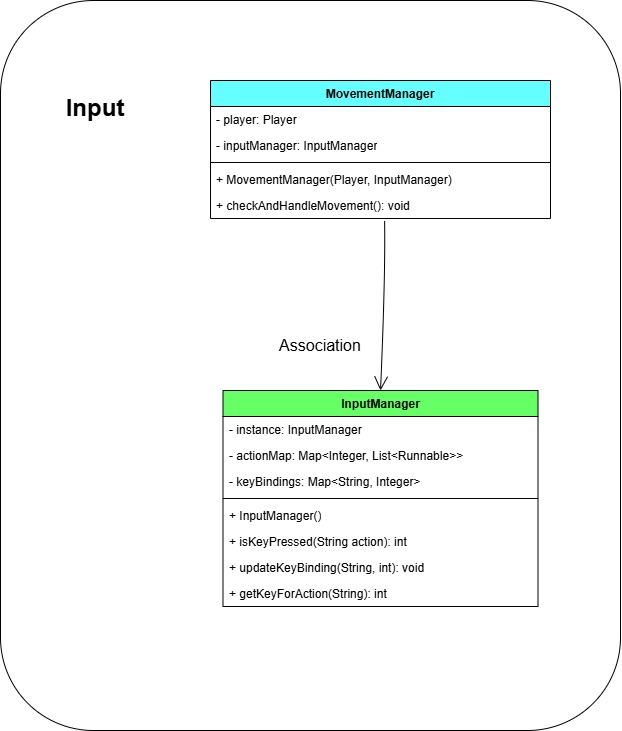 Input
MovementManager
- player: Player
- inputManager: InputManager
+ MovementManager(Player, InputManager)
+ checkAndHandleMovement(): void
Association
InputManager
- instance: InputManager
- actionMap: Map<Integer, List<Runnable>>
- keyBindings: Map<String, Integer>
+ InputManager()
+ isKeyPressed(String action): int
+ updateKeyBinding(String, int): void
+ getKeyForAction(String): int